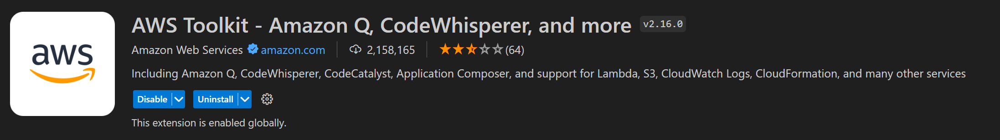 aws
AWS Toolkit - Amazon Q, CodeWhisperer, and more v2.16.0
Amazon Web Services amazon.com 2,158,165 (64)
Including Amazon Q, CodeWhisperer, CodeCatalyst, Application Composer, and support for Lambda, S3, CloudWatch Logs, CloudFormation, and many other services
Disable Uninstall
This extension is enabled globally.